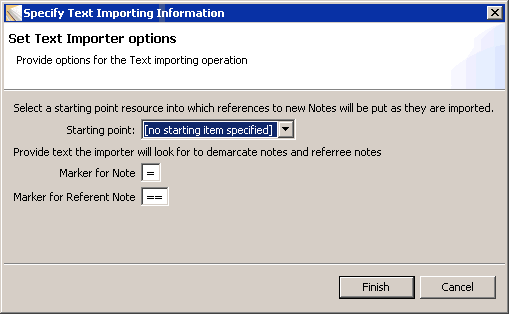 Specify Text Importing Information
Set Text Importer options
Provide options for the Text importing operation
Select a starting point resource into which references to new Notes will be put as they are imported.
Starting point: [no starting item specified]
Provide text the importer will look for to demarcate notes and referree notes
Marker for Note =
Marker for Referent Note ==
Finish Cancel